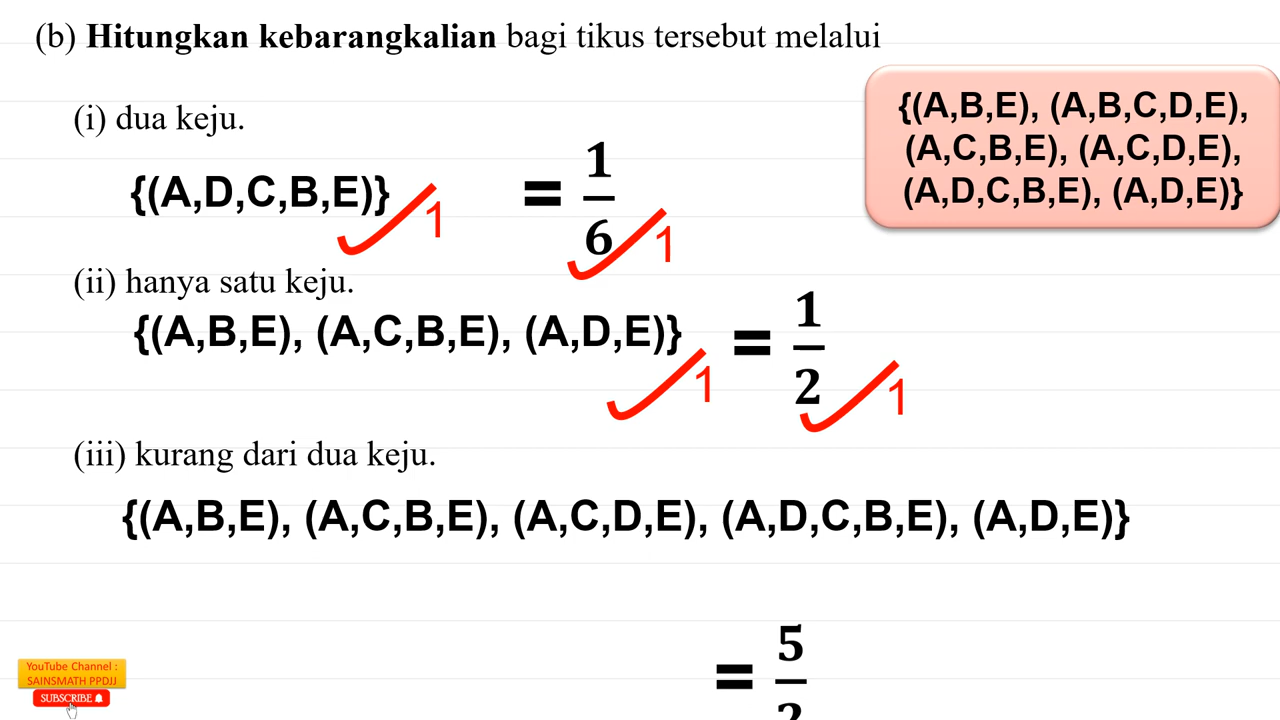 (b) Hitungkan kebarangkalian bagi tikus tersebut melalui
{(A,B,E), (A,B,C,D,E),
(A,C,B,E), (A,C,D,E),
(A,D,C,B,E), (A,D,E)}
(i) dua keju.
{(A,D,C,B,E)} 1 = 1/6 1
(ii) hanya satu keju.
{(A,B,E), (A,C,B,E), (A,D,E)} 1 = 1/2 1
(iii) kurang dari dua keju.
{(A,B,E), (A,C,B,E), (A,C,D,E), (A,D,C,B,E), (A,D,E)}
= 5
YouTube Channel :
SAINSMATH PPDJJ
SUBSCRIBE